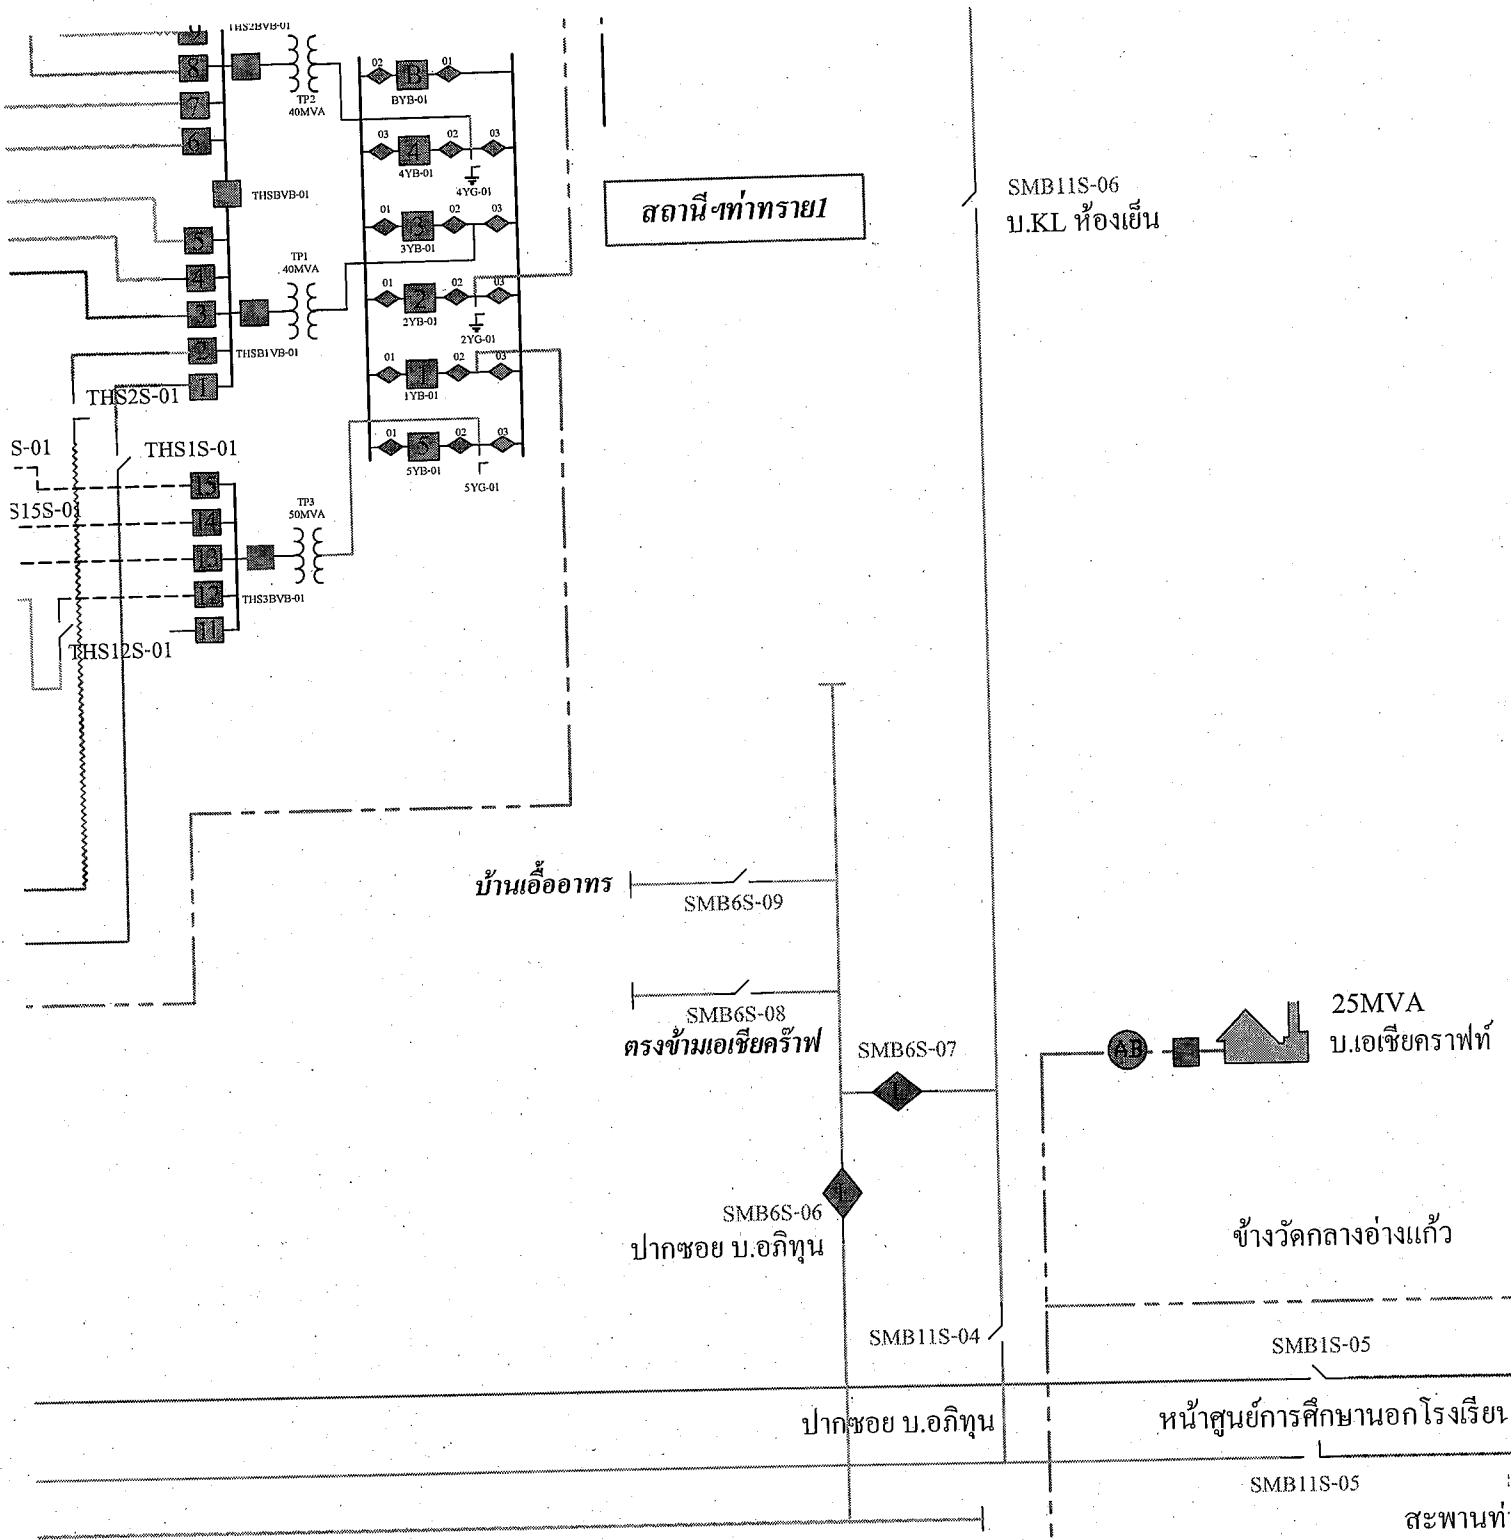 9
THS2BVB-01
8
7
6
TP2
40MVA
02
B
01
BYB-01
03
4
02
03
4YB-01
4YG-01
สถานีฯท่าทราย1
SMB11S-06
บ.KL ห้องเย็น
THSBVB-01
5
4
3
2
1
TP1
40MVA
THSB1VB-01
01
3
02
03
3YB-01
01
2
02
03
2YB-01
2YG-01
01
1
02
03
1YB-01
01
5
02
03
5YB-01
5YG-01
THS2S-01
S-01
THS1S-01
S15S-01
15
14
13
12
11
TP3
50MVA
THS3BVB-01
THS12S-01
บ้านเอื้ออาทร
SMB6S-09
SMB6S-08
ตรงข้ามเอเชียคร๊าฟ
SMB6S-07
L
AB
25MVA
บ.เอเชียคราฟท์
L
SMB6S-06
ปากซอย บ.อภิทุน
ข้างวัดกลางอ่างแก้ว
SMB11S-04
SMB1S-05
ปากซอย บ.อภิทุน
หน้าศูนย์การศึกษานอกโรงเรียน
SMB11S-05
สะพานท่